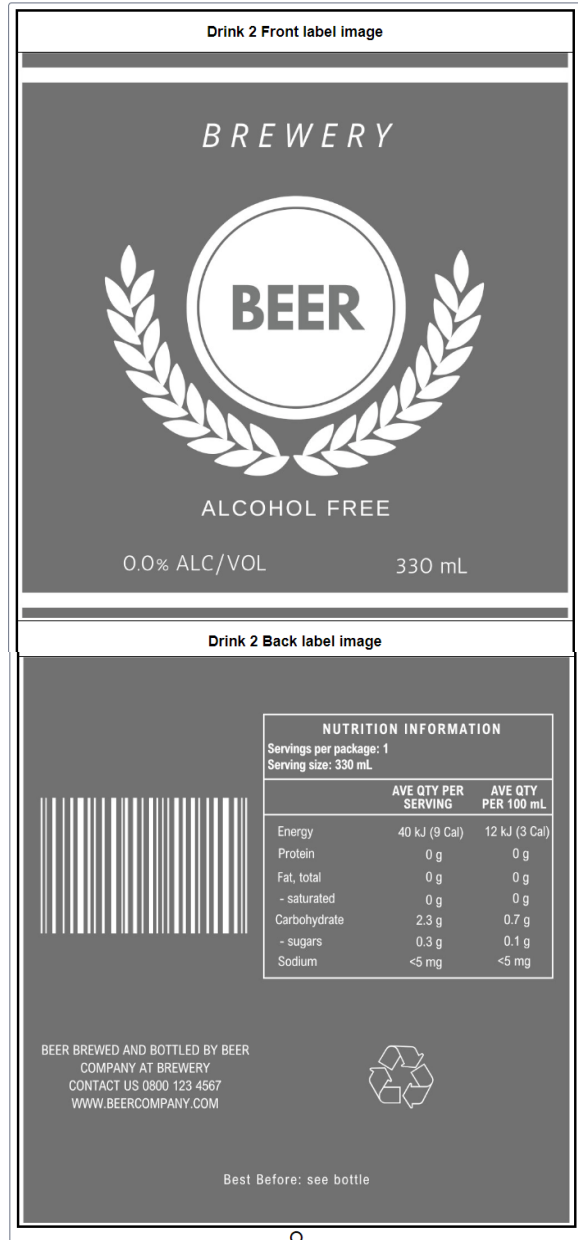 Drink 2 Front label image
BREWERY
BEER
ALCOHOL FREE
0.0% ALC/VOL 330 mL
Drink 2 Back label image
NUTRITION INFORMATION
Servings per package: 1
Serving size: 330 mL
AVE QTY PER SERVING AVE QTY PER 100 mL
Energy 40 kJ (9 Cal) 12 kJ (3 Cal)
Protein 0 g 0 g
Fat, total 0 g 0 g
- saturated 0 g 0 g
Carbohydrate 2.3 g 0.7 g
- sugars 0.3 g 0.1 g
Sodium <5 mg <5 mg
BEER BREWED AND BOTTLED BY BEER
COMPANY AT BREWERY
CONTACT US 0800 123 4567
WWW.BEERCOMPANY.COM
Best Before: see bottle